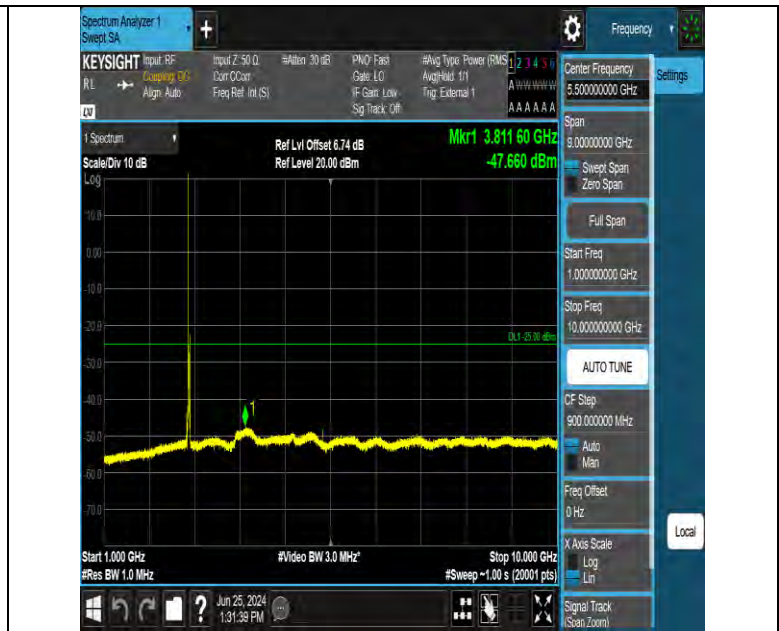 Spectrum Analyzer 1
Swept SA
+
Frequency
KEYSIGHT
RL
LXI
Input: RF
Coupling: DC
Align: Auto
Input Z: 50 Ω
Corr CCorr
Freq Ref: Int (S)
#Atten: 30 dB
PNO: Fast
Gate: LO
IF Gain: Low
Sig Track: Off
#Avg Type: Power (RMS
Avg|Hold: 1/1
Trig: External 1
1 2 3 4 5 6
A W W W W W
A A A A A A
Settings
1 Spectrum
Scale/Div 10 dB
Log
Ref Lvl Offset 6.74 dB
Ref Level 20.00 dBm
Mkr1 3.811 60 GHz
-47.660 dBm
10.0
0.00
-10.0
-20.0
-30.0
-40.0
-50.0
-60.0
-70.0
DL1 -25.00 dBm
1
Start 1.000 GHz
#Res BW 1.0 MHz
#Video BW 3.0 MHz*
Stop 10.000 GHz
#Sweep ~1.00 s (20001 pts)
Center Frequency
5.500000000 GHz
Span
9.00000000 GHz
Swept Span
Zero Span
Full Span
Start Freq
1.000000000 GHz
Stop Freq
10.000000000 GHz
AUTO TUNE
CF Step
900.000000 MHz
Auto
Man
Freq Offset
0 Hz
X Axis Scale
Log
Lin
Signal Track
(Span Zoom)
Local
?
Jun 25, 2024
1:31:39 PM